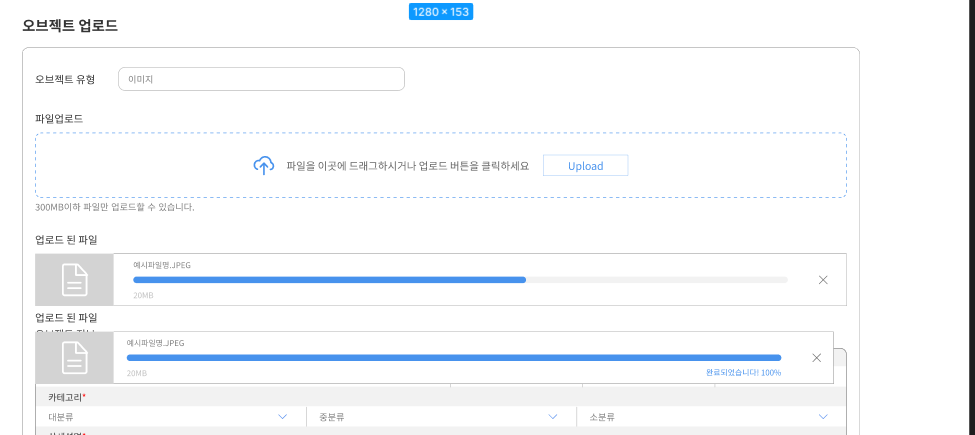 1280 × 153
오브젝트 업로드
오브젝트 유형
이미지
파일업로드
파일을 이곳에 드래그하시거나 업로드 버튼을 클릭하세요
Upload
300MB이하 파일만 업로드할 수 있습니다.
업로드 된 파일
예시파일명.JPEG
20MB
업로드 된 파일
예시파일명.JPEG
20MB
완료되었습니다! 100%
카테고리*
대분류
중분류
소분류